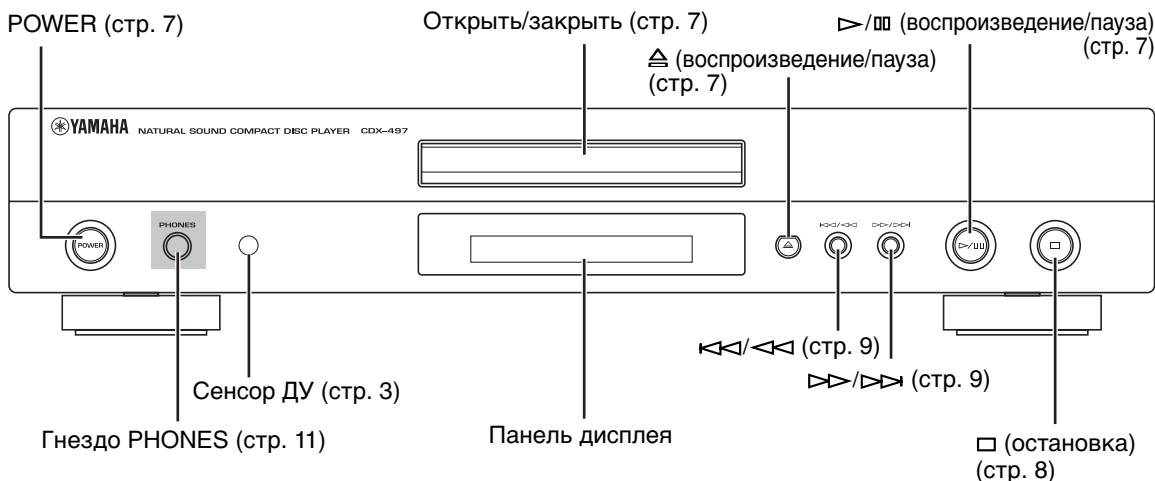 POWER (стр. 7)
Открыть/закрыть (стр. 7)
▷/▯▯ (воспроизведение/пауза)
(стр. 7)
⏏ (воспроизведение/пауза)
(стр. 7)
YAMAHA NATURAL SOUND COMPACT DISC PLAYER CDX–497
PHONES
POWER
⏏
|◁◁/◁◁
▷▷/▷▷|
▷/▯▯
□
|◁◁/◁◁ (стр. 9)
▷▷/▷▷| (стр. 9)
Сенсор ДУ (стр. 3)
Гнездо PHONES (стр. 11)
Панель дисплея
□ (остановка)
(стр. 8)